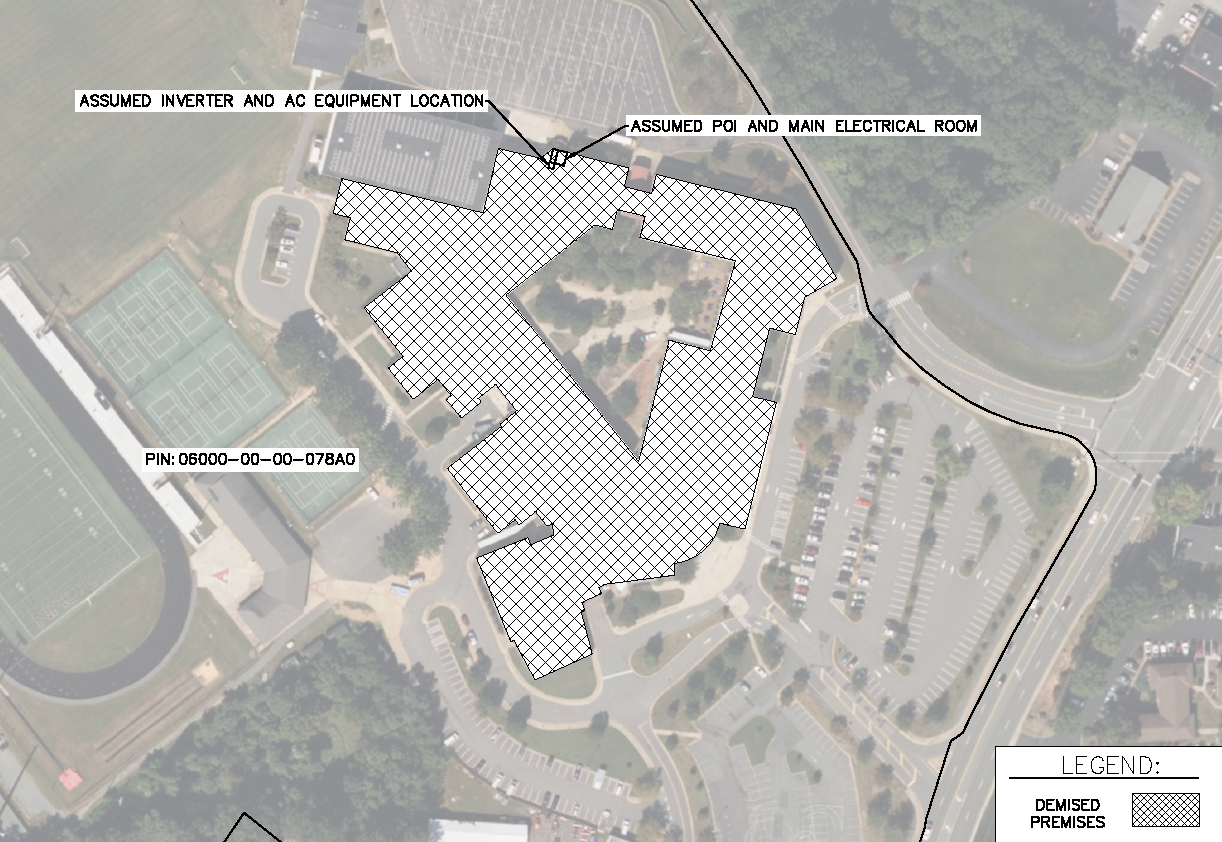 ASSUMED INVERTER AND AC EQUIPMENT LOCATION
ASSUMED POI AND MAIN ELECTRICAL ROOM
PIN: 06000-00-00-078A0
LEGEND:
DEMISED
PREMISES